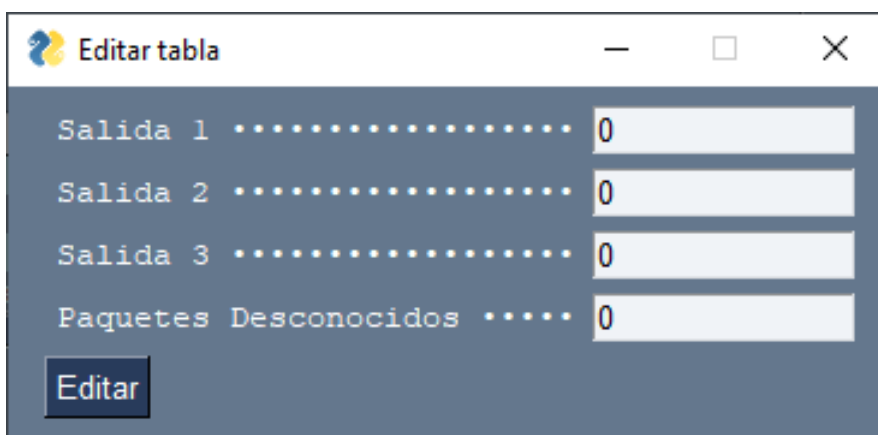 Editar tabla
Salida 1 •••••••••••••••••• 0
Salida 2 •••••••••••••••••• 0
Salida 3 •••••••••••••••••• 0
Paquetes Desconocidos ••••• 0
Editar